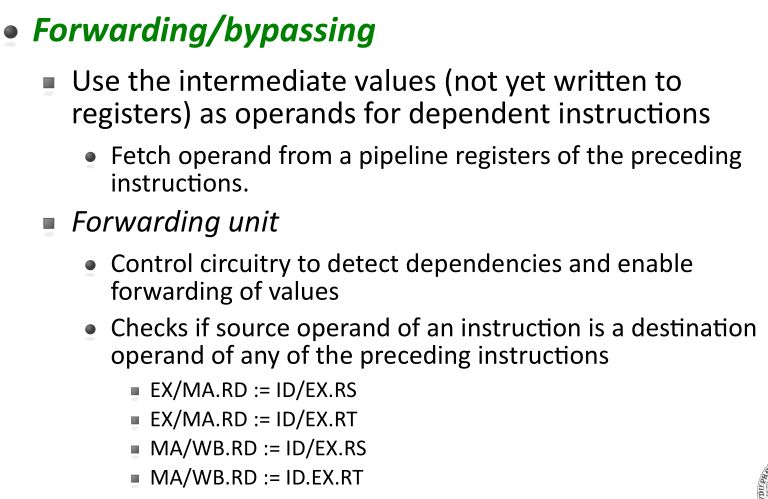 Forwarding/bypassing
Use the intermediate values (not yet written to
registers) as operands for dependent instructions
Fetch operand from a pipeline registers of the preceding
instructions.
Forwarding unit
Control circuitry to detect dependencies and enable
forwarding of values
Checks if source operand of an instruction is a destination
operand of any of the preceding instructions
EX/MA.RD := ID/EX.RS
EX/MA.RD := ID/EX.RT
MA/WB.RD := ID/EX.RS
MA/WB.RD := ID.EX.RT